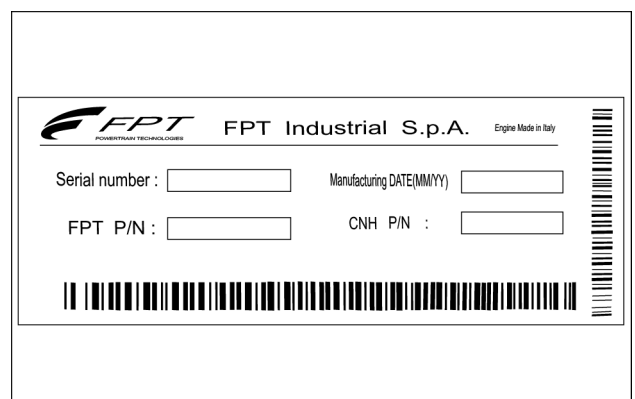 FPT
POWERTRAIN TECHNOLOGIES
FPT Industrial S.p.A.
Engine Made in Italy
Serial number :
Manufacturing DATE(MM/YY)
FPT P/N :
CNH P/N :